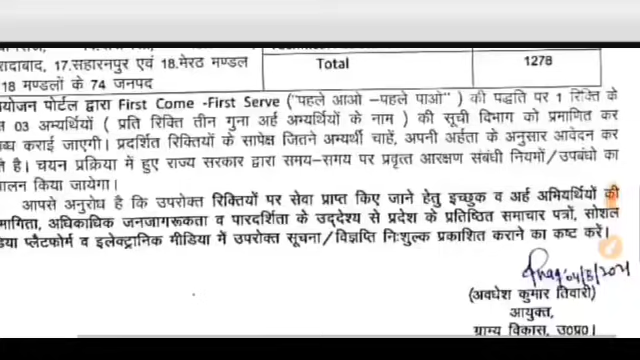 रादाबाद, 17.सहारनपुर एवं 18.मेरठ मण्डल
18 मण्डलों के 74 जनपद
Total
1278
योजन पोर्टल द्वारा First Come -First Serve ("पहले आओ –पहले पाओ" ) की पद्धति पर 1 रिक्ति के
03 अभ्यर्थियों ( प्रति रिक्ति तीन गुना अर्ह अभ्यर्थियों के नाम ) की सूची विभाग को प्रमाणित कर
ब्ध कराई जाएगी। प्रदर्शित रिक्तियों के सापेक्ष जितने अभ्यर्थी चाहें, अपनी अर्हता के अनुसार आवेदन कर
ते है। चयन प्रक्रिया में हुए राज्य सरकार द्वारा समय-समय पर प्रवृत्त आरक्षण संबंधी नियमों/उपबंधो का
ालन किया जायेगा।
आपसे अनुरोध है कि उपरोक्त रिक्तियों पर सेवा प्राप्त किए जाने हेतु इच्छुक व अर्ह अभियर्थियों की
भागिता, अधिकाधिक जनजागरूकता व पारदर्शिता के उद्देश्य से प्रदेश के प्रतिष्ठित समाचार पत्रों, सोशल
डिया प्लैटफोर्म व इलेक्ट्रानिक मीडिया में उपरोक्त सूचना/विज्ञप्ति निःशुल्क प्रकाशित कराने का कष्ट करें।
(अवधेश कुमार तिवारी)
आयुक्त,
ग्राम्य विकास, उ०प्र०।